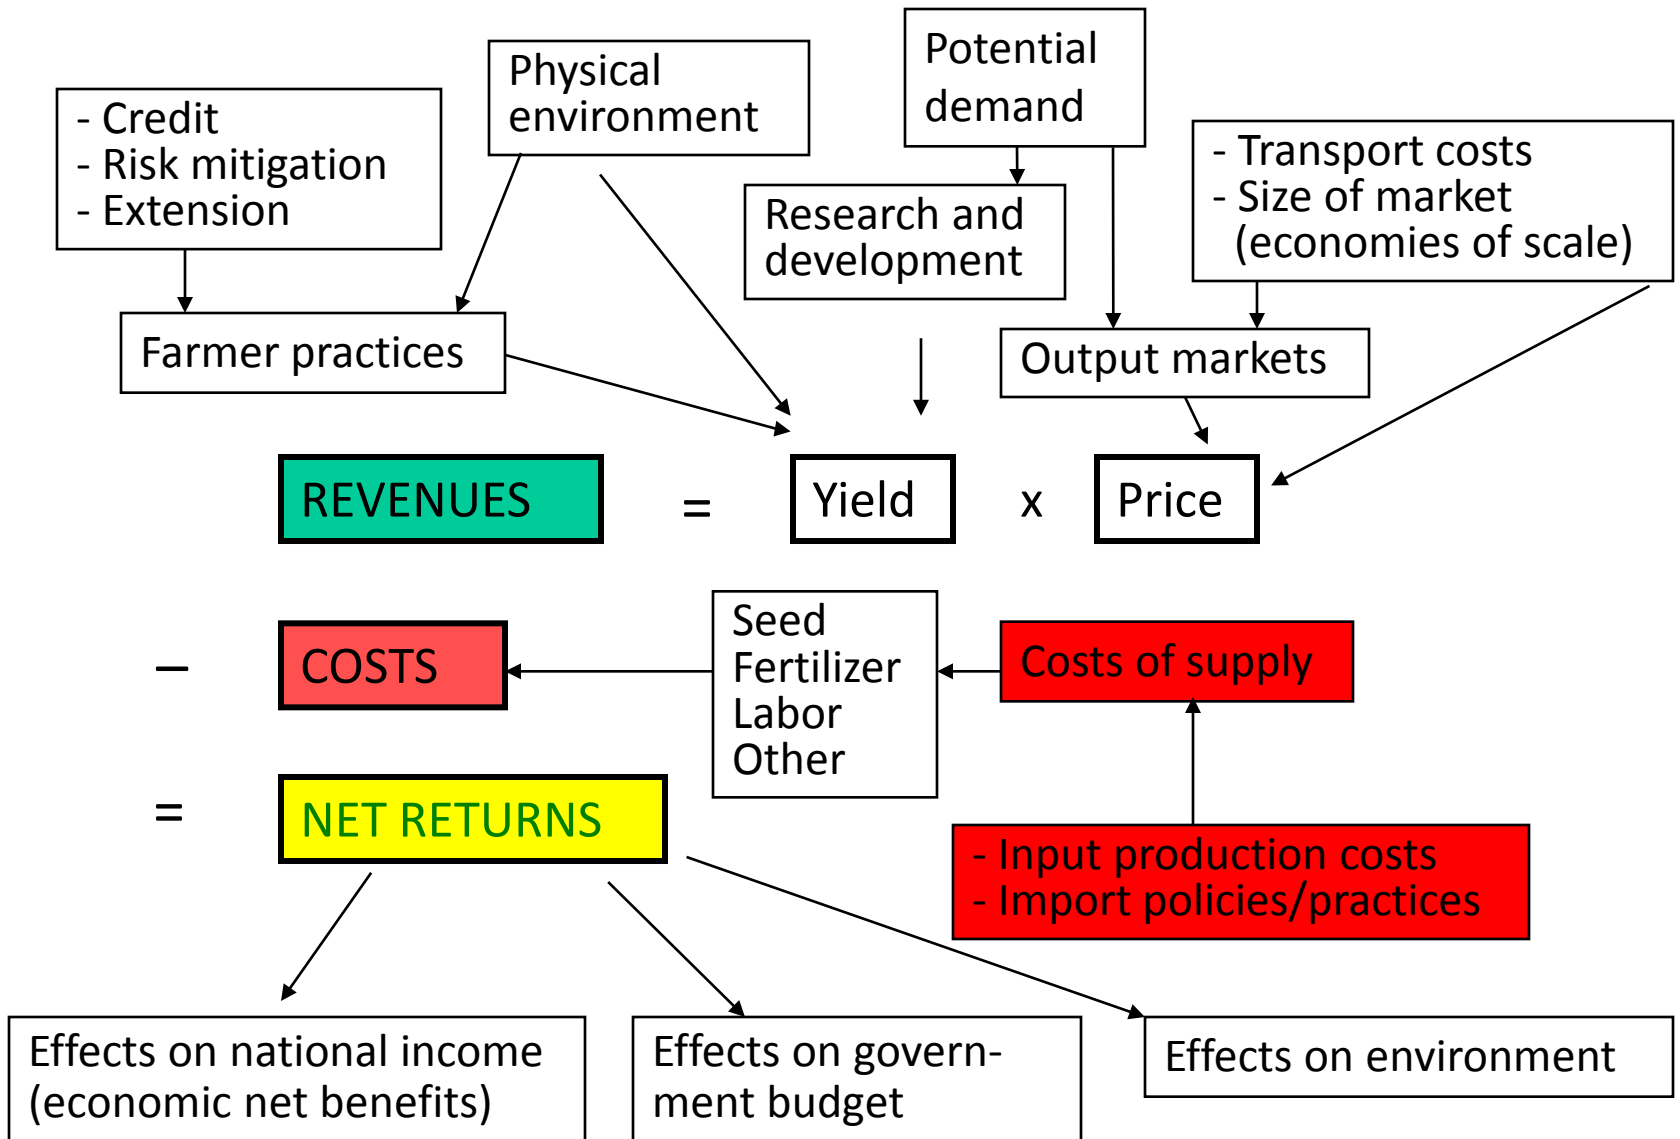 Potential
demand
Physical
environment
- Credit
- Risk mitigation
- Extension
- Transport costs
- Size of market
(economies of scale)
Research and
development
Farmer practices
Output markets
REVENUES = Yield x Price
Seed
Fertilizer
Labor
Other
– COSTS
Costs of supply
= NET RETURNS
- Input production costs
- Import policies/practices
Effects on national income
(economic net benefits)
Effects on govern-
ment budget
Effects on environment